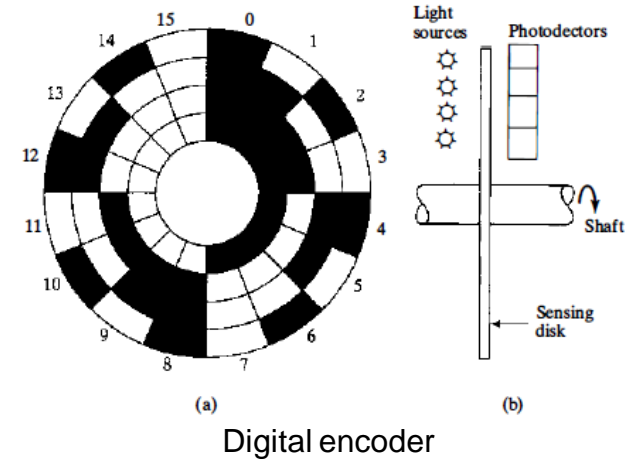 15
0
14
1
13
2
12
3
11
4
10
5
9
6
8
7
(a)
Light
sources
Photodectors
Shaft
Sensing
disk
(b)
Digital encoder